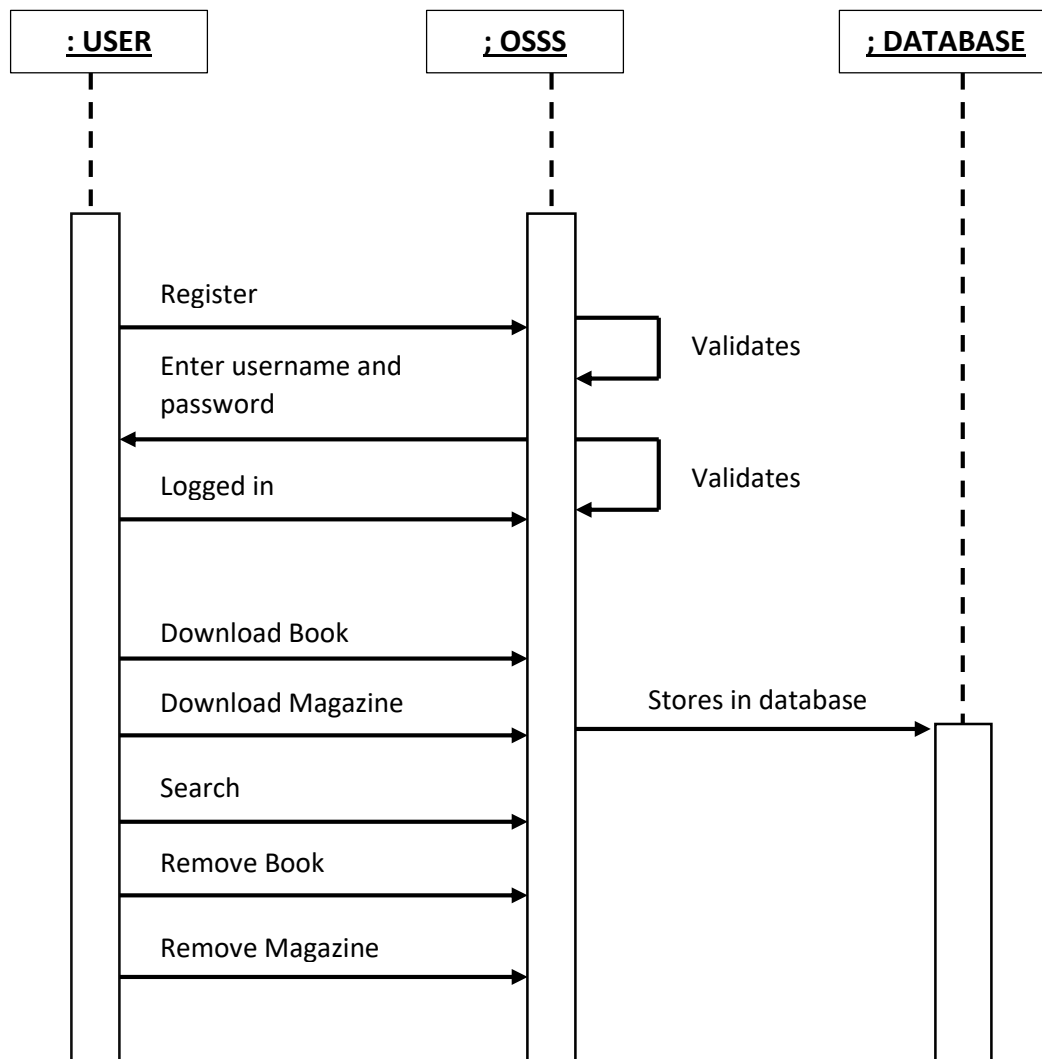 : USER
; OSSS
; DATABASE
Register
Validates
Enter username and
password
Validates
Logged in
Download Book
Download Magazine
Stores in database
Search
Remove Book
Remove Magazine